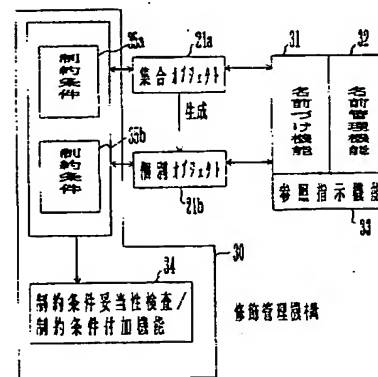 35a
21a
31
32
制約条件
集合オブジェクト
名前づけ機能
名前管理機能
生成
35b
制約条件
個別オブジェクト
21b
参照指示機能
33
34
30
制約条件妥当性検査/
制約条件付加機能
修飾管理機構